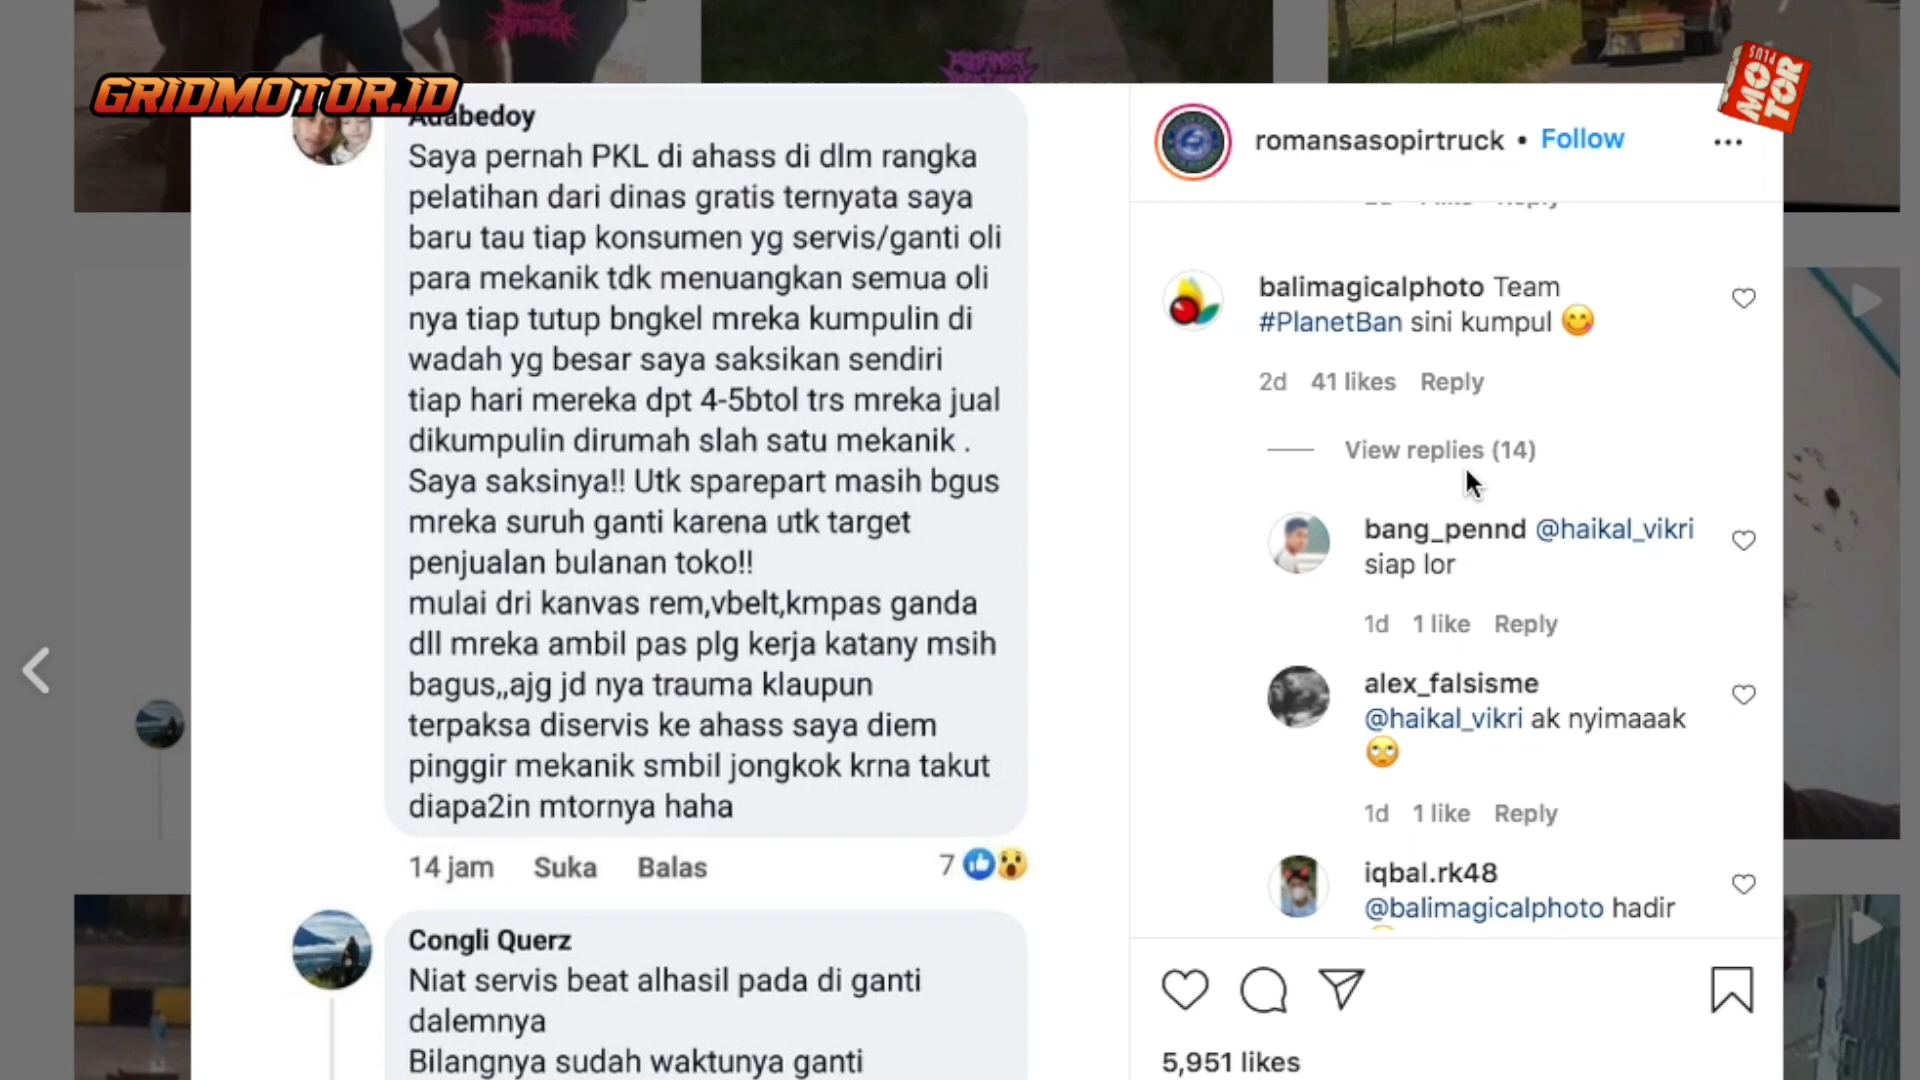 GRIDMOTOR.ID
PLUS
MOTOR
Adabedoy
Saya pernah PKL di ahass di dlm rangka
pelatihan dari dinas gratis ternyata saya
baru tau tiap konsumen yg servis/ganti oli
para mekanik tdk menuangkan semua oli
nya tiap tutup bngkel mreka kumpulin di
wadah yg besar saya saksikan sendiri
tiap hari mereka dpt 4-5btol trs mreka jual
dikumpulin dirumah slah satu mekanik .
Saya saksinya!! Utk sparepart masih bgus
mreka suruh ganti karena utk target
penjualan bulanan toko!!
mulai dri kanvas rem,vbelt,kmpas ganda
dll mreka ambil pas plg kerja katany msih
bagus,,ajg jd nya trauma klaupun
terpaksa diservis ke ahass saya diem
pinggir mekanik smbil jongkok krna takut
diapa2in mtornya haha
14 jam Suka Balas 7
Congli Querz
Niat servis beat alhasil pada di ganti
dalemnya
Bilangnya sudah waktunya ganti
romansasopirtruck • Follow
balimagicalphoto Team
#PlanetBan sini kumpul 😋
2d 41 likes Reply
View replies (14)
bang_pennd @haikal_vikri
siap lor
1d 1 like Reply
alex_falsisme
@haikal_vikri ak nyimaaak
🙄
1d 1 like Reply
iqbal.rk48
@balimagicalphoto hadir
5,951 likes